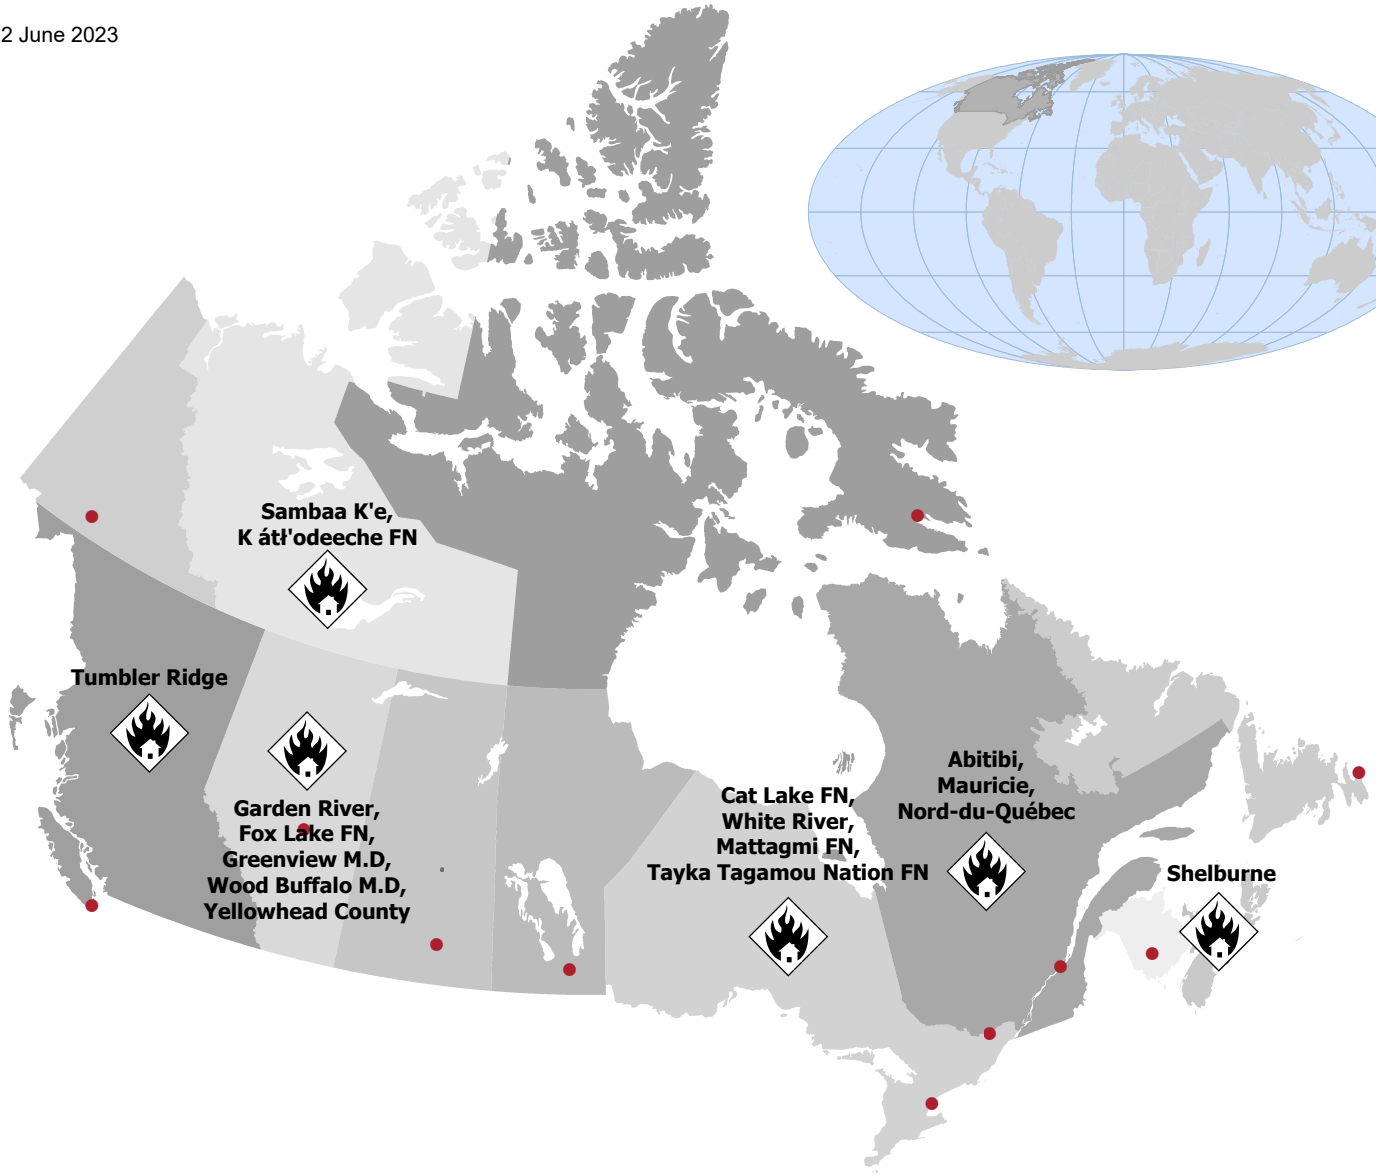 2 June 2023
Sambaa K'e,
K átł'odeeche FN
Tumbler Ridge
Garden River,
Fox Lake FN,
Greenview M.D,
Wood Buffalo M.D,
Yellowhead County
Cat Lake FN,
White River,
Mattagmi FN,
Tayka Tagamou Nation FN
Abitibi,
Mauricie,
Nord-du-Québec
Shelburne